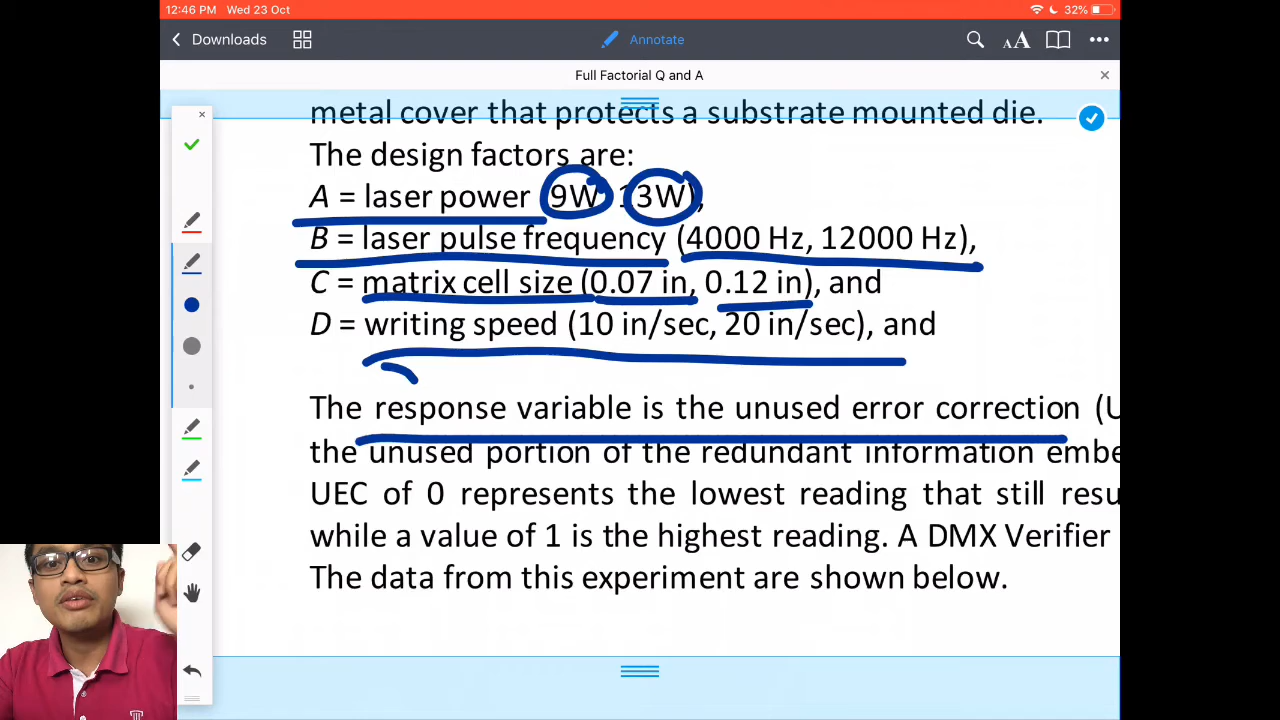 12:46 PM Wed 23 Oct 32%
Downloads Annotate AA
Full Factorial Q and A
metal cover that protects a substrate mounted die.
The design factors are:
A = laser power 9W 13W),
B = laser pulse frequency (4000 Hz, 12000 Hz),
C = matrix cell size (0.07 in, 0.12 in), and
D = writing speed (10 in/sec, 20 in/sec), and
The response variable is the unused error correction (U
the unused portion of the redundant information embe
UEC of 0 represents the lowest reading that still resu
while a value of 1 is the highest reading. A DMX Verifier
The data from this experiment are shown below.